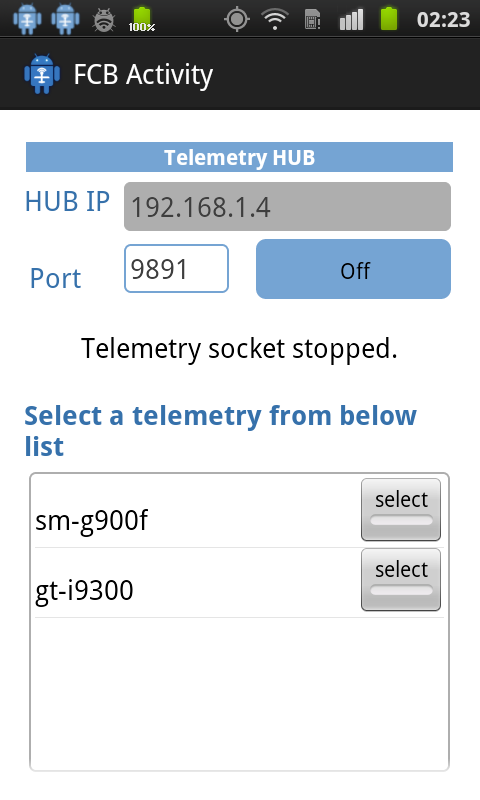 100%
02:23
FCB Activity
Telemetry HUB
HUB IP 192.168.1.4
Port 9891 Off
Telemetry socket stopped.
Select a telemetry from below
list
sm-g900f select
gt-i9300 select